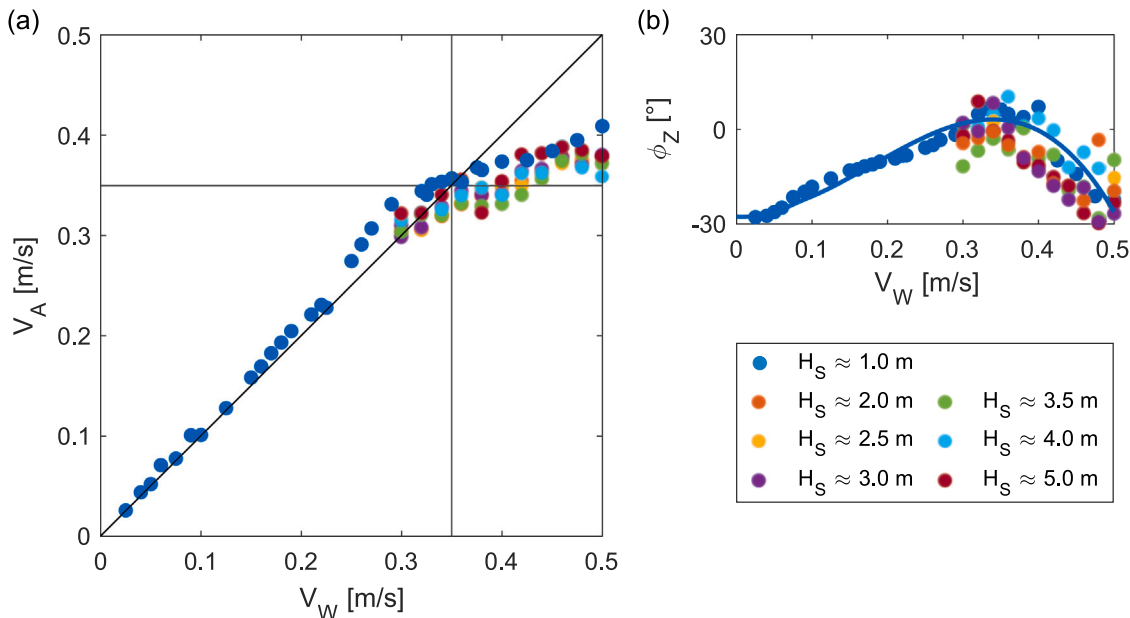 (a)
0.5
0.4
0.3
0.2
0.1
0
V_A [m/s]
0 0.1 0.2 0.3 0.4 0.5
V_W [m/s]
(b)
30
0
-30
ϕ_Z [°]
0 0.1 0.2 0.3 0.4 0.5
V_W [m/s]
H_S ≈ 1.0 m
H_S ≈ 2.0 m H_S ≈ 3.5 m
H_S ≈ 2.5 m H_S ≈ 4.0 m
H_S ≈ 3.0 m H_S ≈ 5.0 m